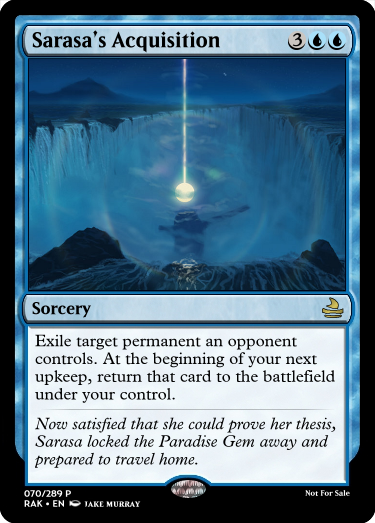 Sarasa's Acquisition 3
Sorcery
Exile target permanent an opponent
controls. At the beginning of your next
upkeep, return that card to the battlefield
under your control.
Now satisfied that she could prove her thesis,
Sarasa locked the Paradise Gem away and
prepared to travel home.
070/289 P
RAK • EN JAKE MURRAY
Not For Sale